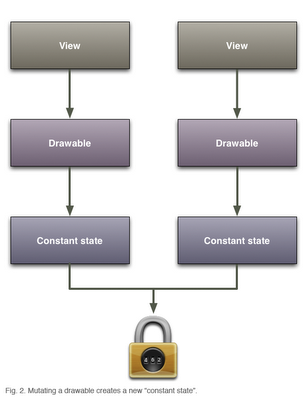 View View
Drawable Drawable
Constant state Constant state
Fig. 2. Mutating a drawable creates a new "constant state".